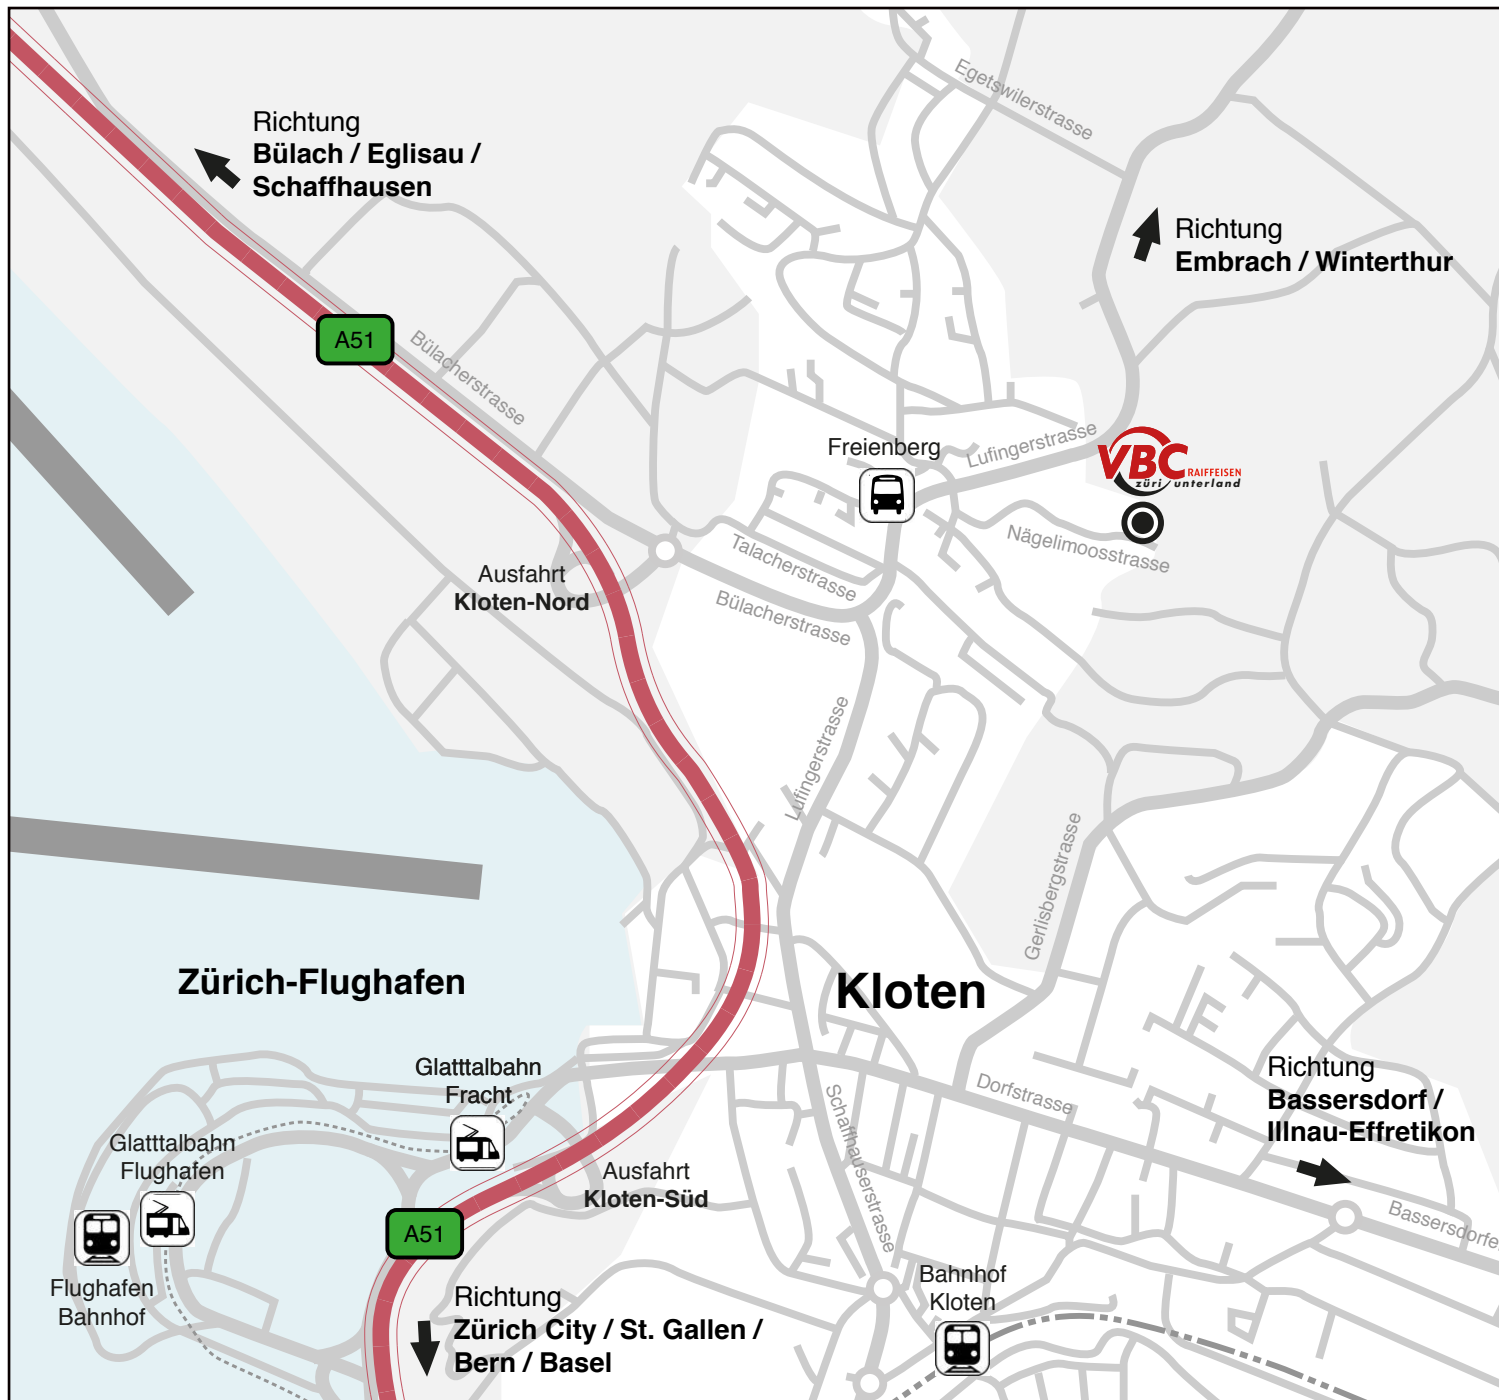 Egetswilerstrasse
Richtung
Bülach / Eglisau /
Schaffhausen
Richtung
Embrach / Winterthur
A51
Bülacherstrasse
Freienberg
Lufingerstrasse
VBC
RAIFFEISEN
züri unterland
Nägelimoosstrasse
Talacherstrasse
Ausfahrt
Kloten-Nord
Bülacherstrasse
Lufingerstrasse
Gerlisbergstrasse
Zürich-Flughafen
Kloten
Glatttalbahn
Fracht
Dorfstrasse
Richtung
Bassersdorf /
Illnau-Effretikon
Glatttalbahn
Flughafen
Schaffhauserstrasse
Ausfahrt
Kloten-Süd
A51
Bassersdorfe
Flughafen
Bahnhof
Bahnhof
Kloten
Richtung
Zürich City / St. Gallen /
Bern / Basel